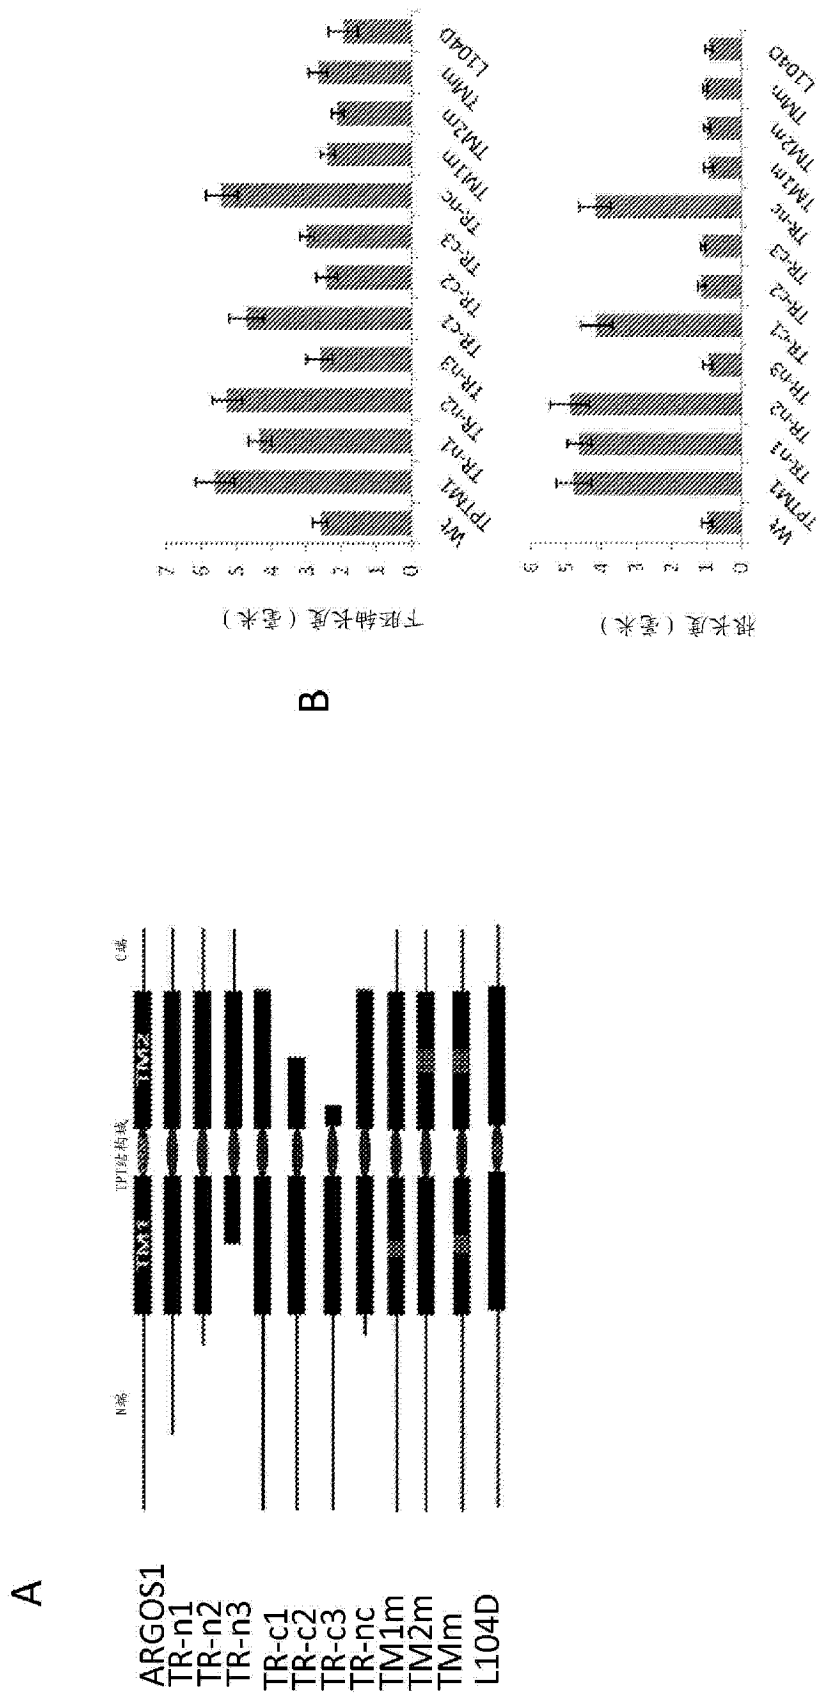 A
N端
TPT结构域
C端
ARGOS1
TM1
TM2
TR-n1
TR-n2
TR-n3
TR-c1
TR-c2
TR-c3
TR-nc
TM1m
TM2m
TMm
L104D
B
下胚轴长度(毫米)
7
6
5
4
3
2
1
0
Wt
TPTM1
TR-n1
TR-n2
TR-n3
TR-c1
TR-c2
TR-c3
TR-nc
TM1m
TM2m
TMm
L104D
根长度(毫米)
6
5
4
3
2
1
0
Wt
TPTM1
TR-n1
TR-n2
TR-n3
TR-c1
TR-c2
TR-c3
TR-nc
TM1m
TM2m
TMm
L104D